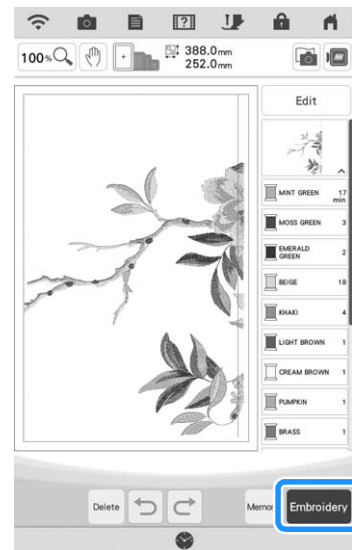 388.0mm
100% 252.0mm
Edit
MINT GREEN 17
min
MOSS GREEN 3
EMERALD
GREEN 2
BEIGE 18
KHAKI 4
LIGHT BROWN 1
CREAM BROWN 1
PUMPKIN 1
BRASS 1
Delete Memo Embroidery